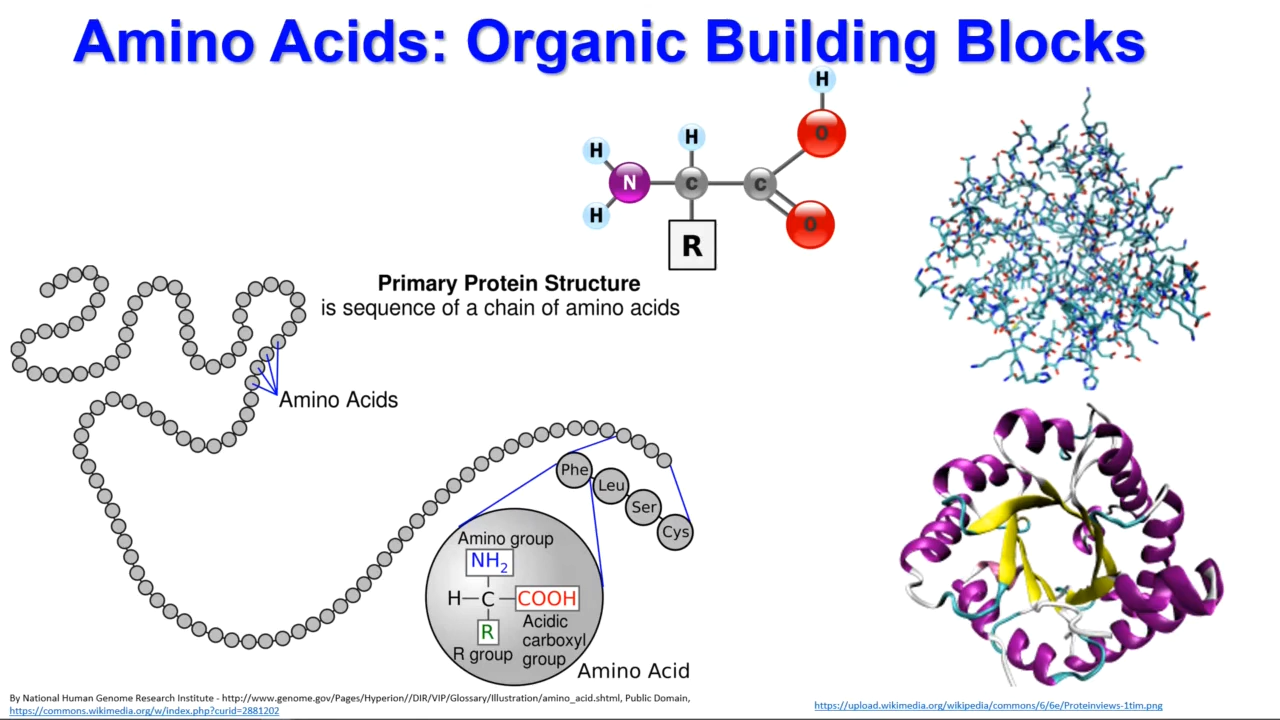 Amino Acids: Organic Building Blocks
H
H
H
O
N
C
C
H
O
R
Primary Protein Structure
is sequence of a chain of amino acids
Amino Acids
Phe
Leu
Ser
Cys
Amino group
NH2
H
C
COOH
R
Acidic
carboxyl
group
R group
Amino Acid
By National Human Genome Research Institute - http://www.genome.gov/Pages/Hyperion//DIR/VIP/Glossary/Illustration/amino_acid.shtml, Public Domain,
https://commons.wikimedia.org/w/index.php?curid=2881202
https://upload.wikimedia.org/wikipedia/commons/6/6e/Proteinviews-1tim.png